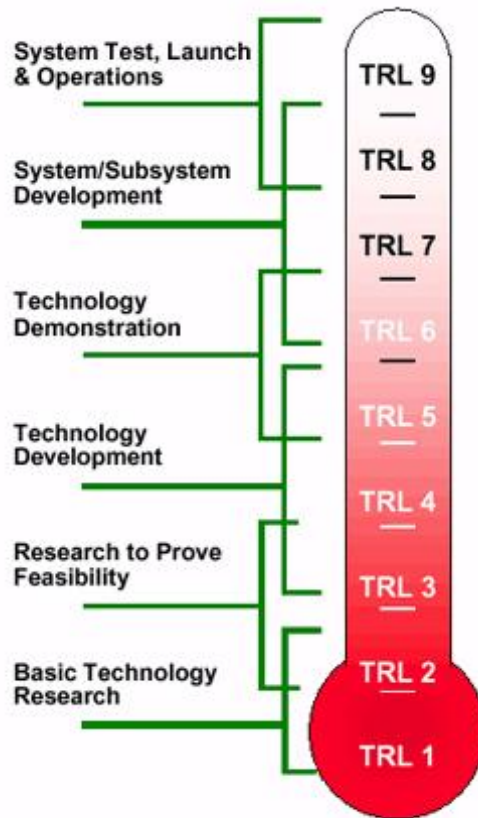 System Test, Launch
& Operations
System/Subsystem
Development
Technology
Demonstration
Technology
Development
Research to Prove
Feasibility
Basic Technology
Research
TRL 9
TRL 8
TRL 7
TRL 6
TRL 5
TRL 4
TRL 3
TRL 2
TRL 1